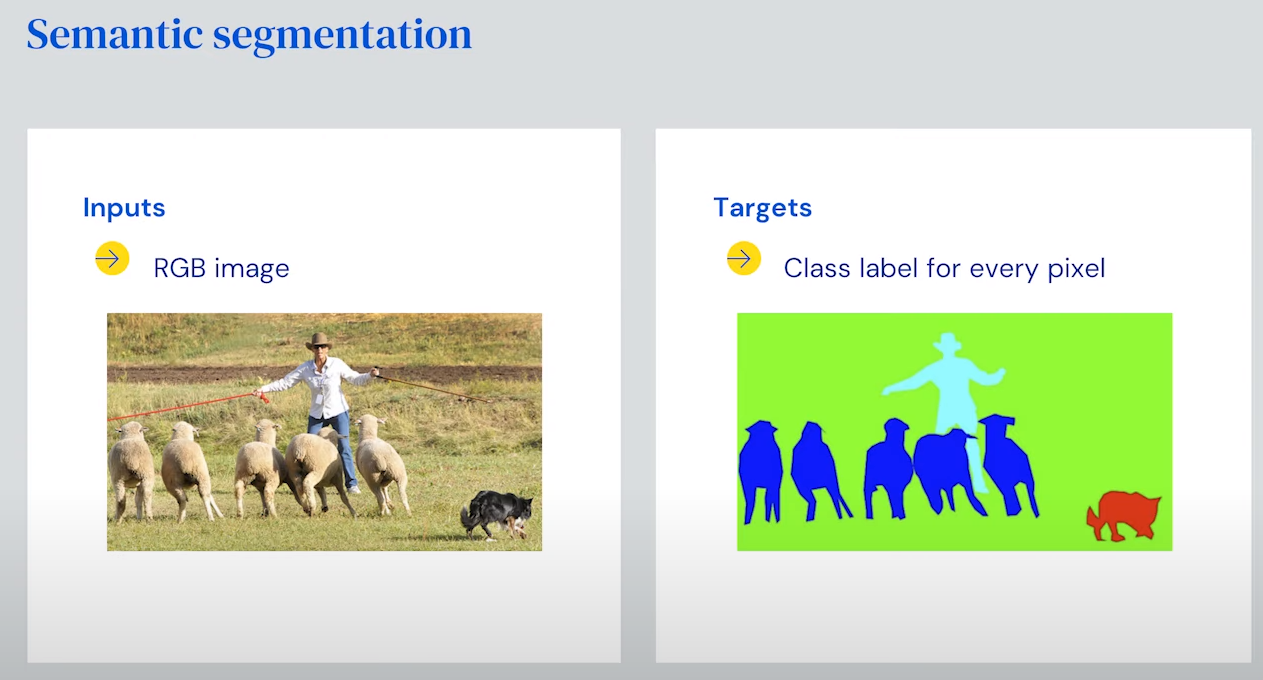 Semantic segmentation
Inputs
RGB image
Targets
Class label for every pixel